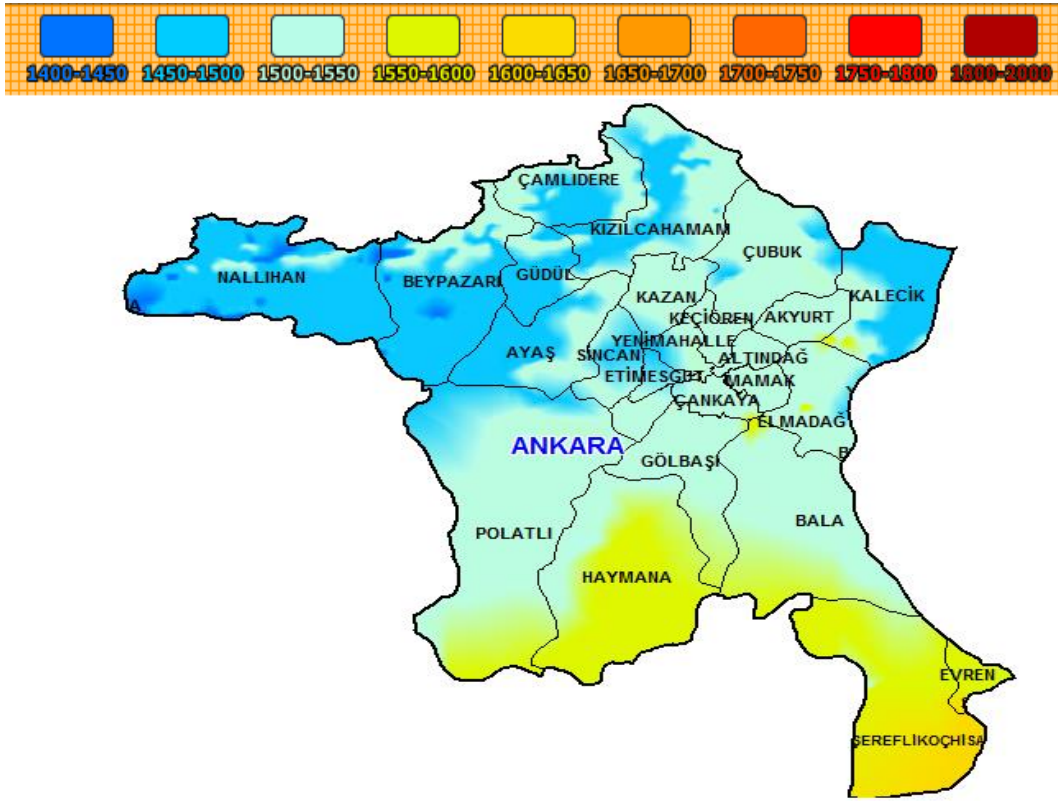 1400-1450 1450-1500 1500-1550 1550-1600 1600-1650 1650-1700 1700-1750 1750-1800 1800-2000
ÇAMLIDERE
KIZILCAHAMAM
ÇUBUK
NALLIHAN
BEYPAZARI
GÜDÜL
KALECİK
KAZAN
A
KEÇİÖREN
AKYURT
YENİMAHALLE
AYAŞ
SİNCAN
ALTINDAĞ
ETİMESGUT
MAMAK
Y
ÇANKAYA
ELMADAĞ
ANKARA
B
GÖLBAŞI
BALA
POLATLI
HAYMANA
EVREN
ŞEREFLİKOÇHİSA